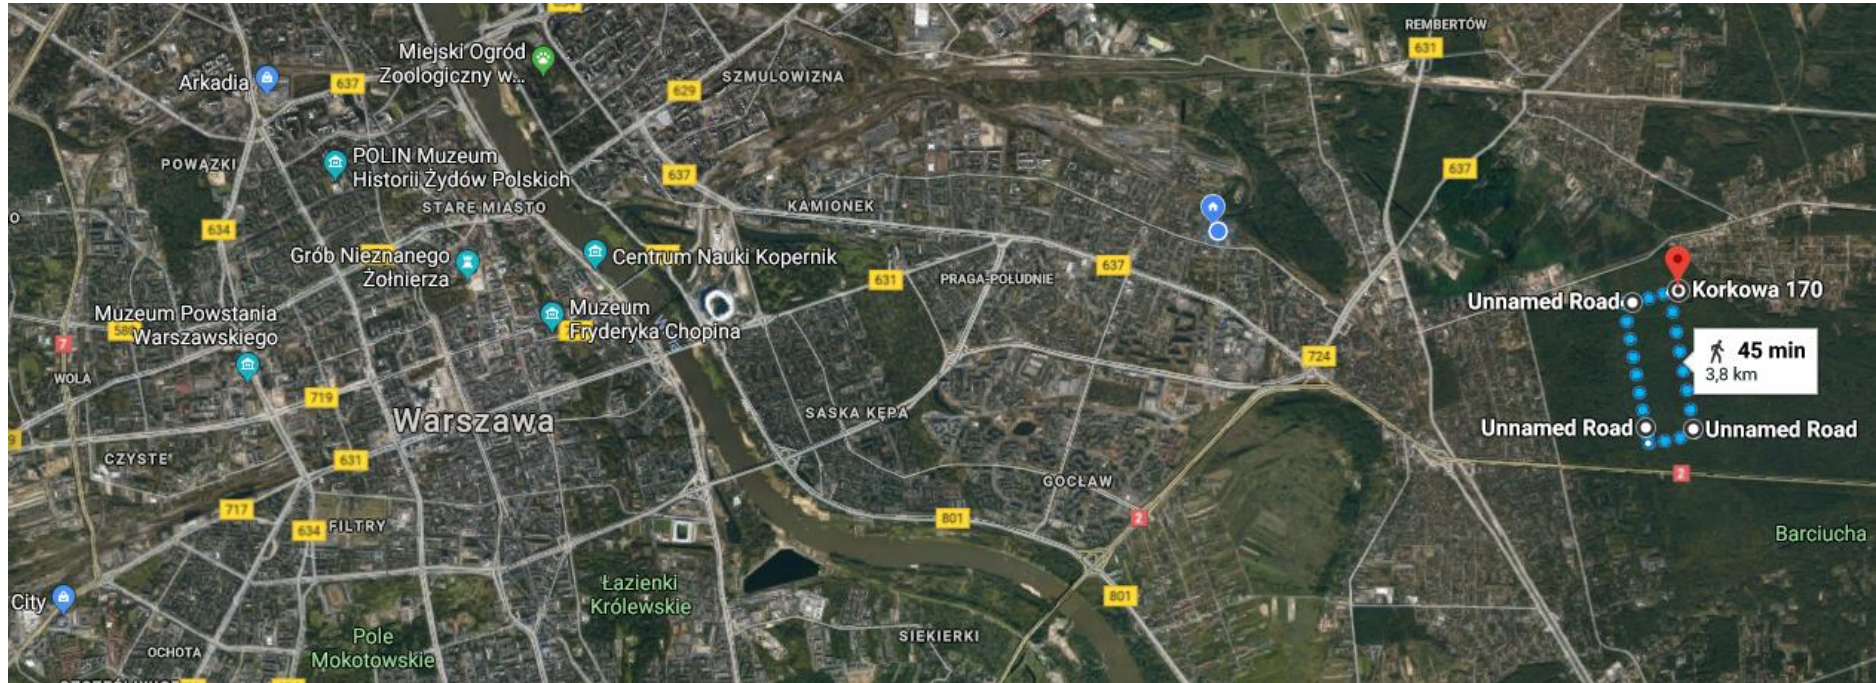 REMBERTÓW
631
Miejski Ogród
Zoologiczny w...
Arkadia
637
629
SZMULOWIZNA
POWĄZKI
POLIN Muzeum
Historii Żydów Polskich
637
637
STARE MIASTO
KAMIONEK
634
Grób Nieznanego
Żołnierza
Centrum Nauki Kopernik
631
PRAGA-POŁUDNIE
637
Korkowa 170
Unnamed Road
Muzeum Powstania
Warszawskiego
Muzeum
Fryderyka Chopina
7
724
45 min
3,8 km
WOLA
719
Warszawa
SASKA KĘPA
Unnamed Road
Unnamed Road
CZYSTE
631
GOCŁAW
2
717
634
FILTRY
801
2
Barciucha
City
Łazienki
Królewskie
801
Pole
Mokotowskie
SIEKIERKI
OCHOTA